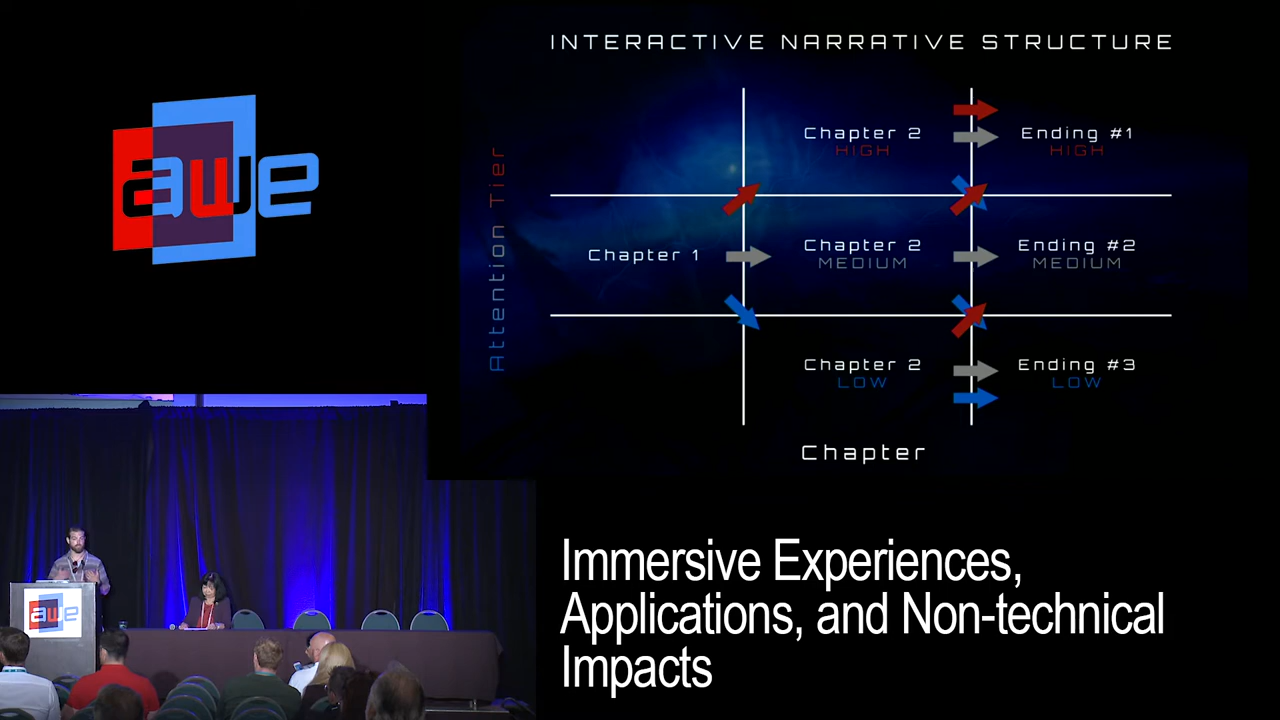 awe
INTERACTIVE NARRATIVE STRUCTURE
Attention Tier
Chapter 2
HIGH
Ending #1
HIGH
Chapter 1
Chapter 2
MEDIUM
Ending #2
MEDIUM
Chapter 2
LOW
Ending #3
LOW
Chapter
awe
Immersive Experiences,
Applications, and Non-technical
Impacts